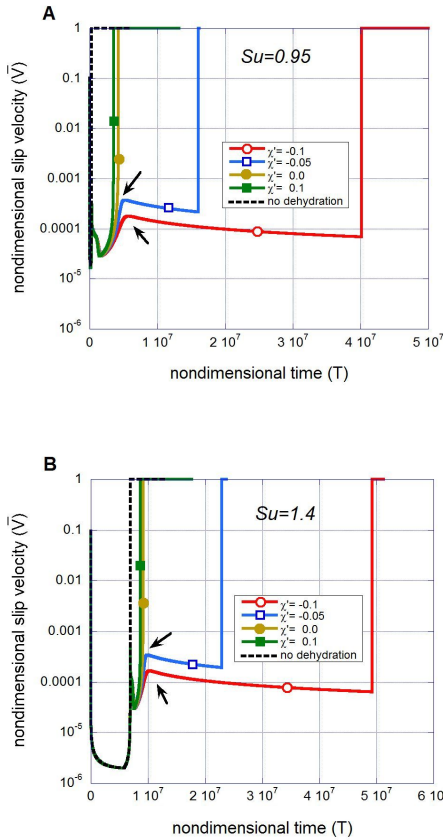 A
nondimensional slip velocity (V̅)
1
0.1
0.01
0.001
0.0001
10⁻⁵
10⁻⁶
Su=0.95
χ'= -0.1
χ'= -0.05
χ'= 0.0
χ'= 0.1
no dehydration
0
1 10⁷
2 10⁷
3 10⁷
4 10⁷
5 10⁷
nondimensional time (T)
B
nondimensional slip velocity (V̅)
1
0.1
0.01
0.001
0.0001
10⁻⁵
10⁻⁶
Su=1.4
χ'= -0.1
χ'= -0.05
χ'= 0.0
χ'= 0.1
no dehydration
0
1 10⁷
2 10⁷
3 10⁷
4 10⁷
5 10⁷
6 10
nondimensional time (T)